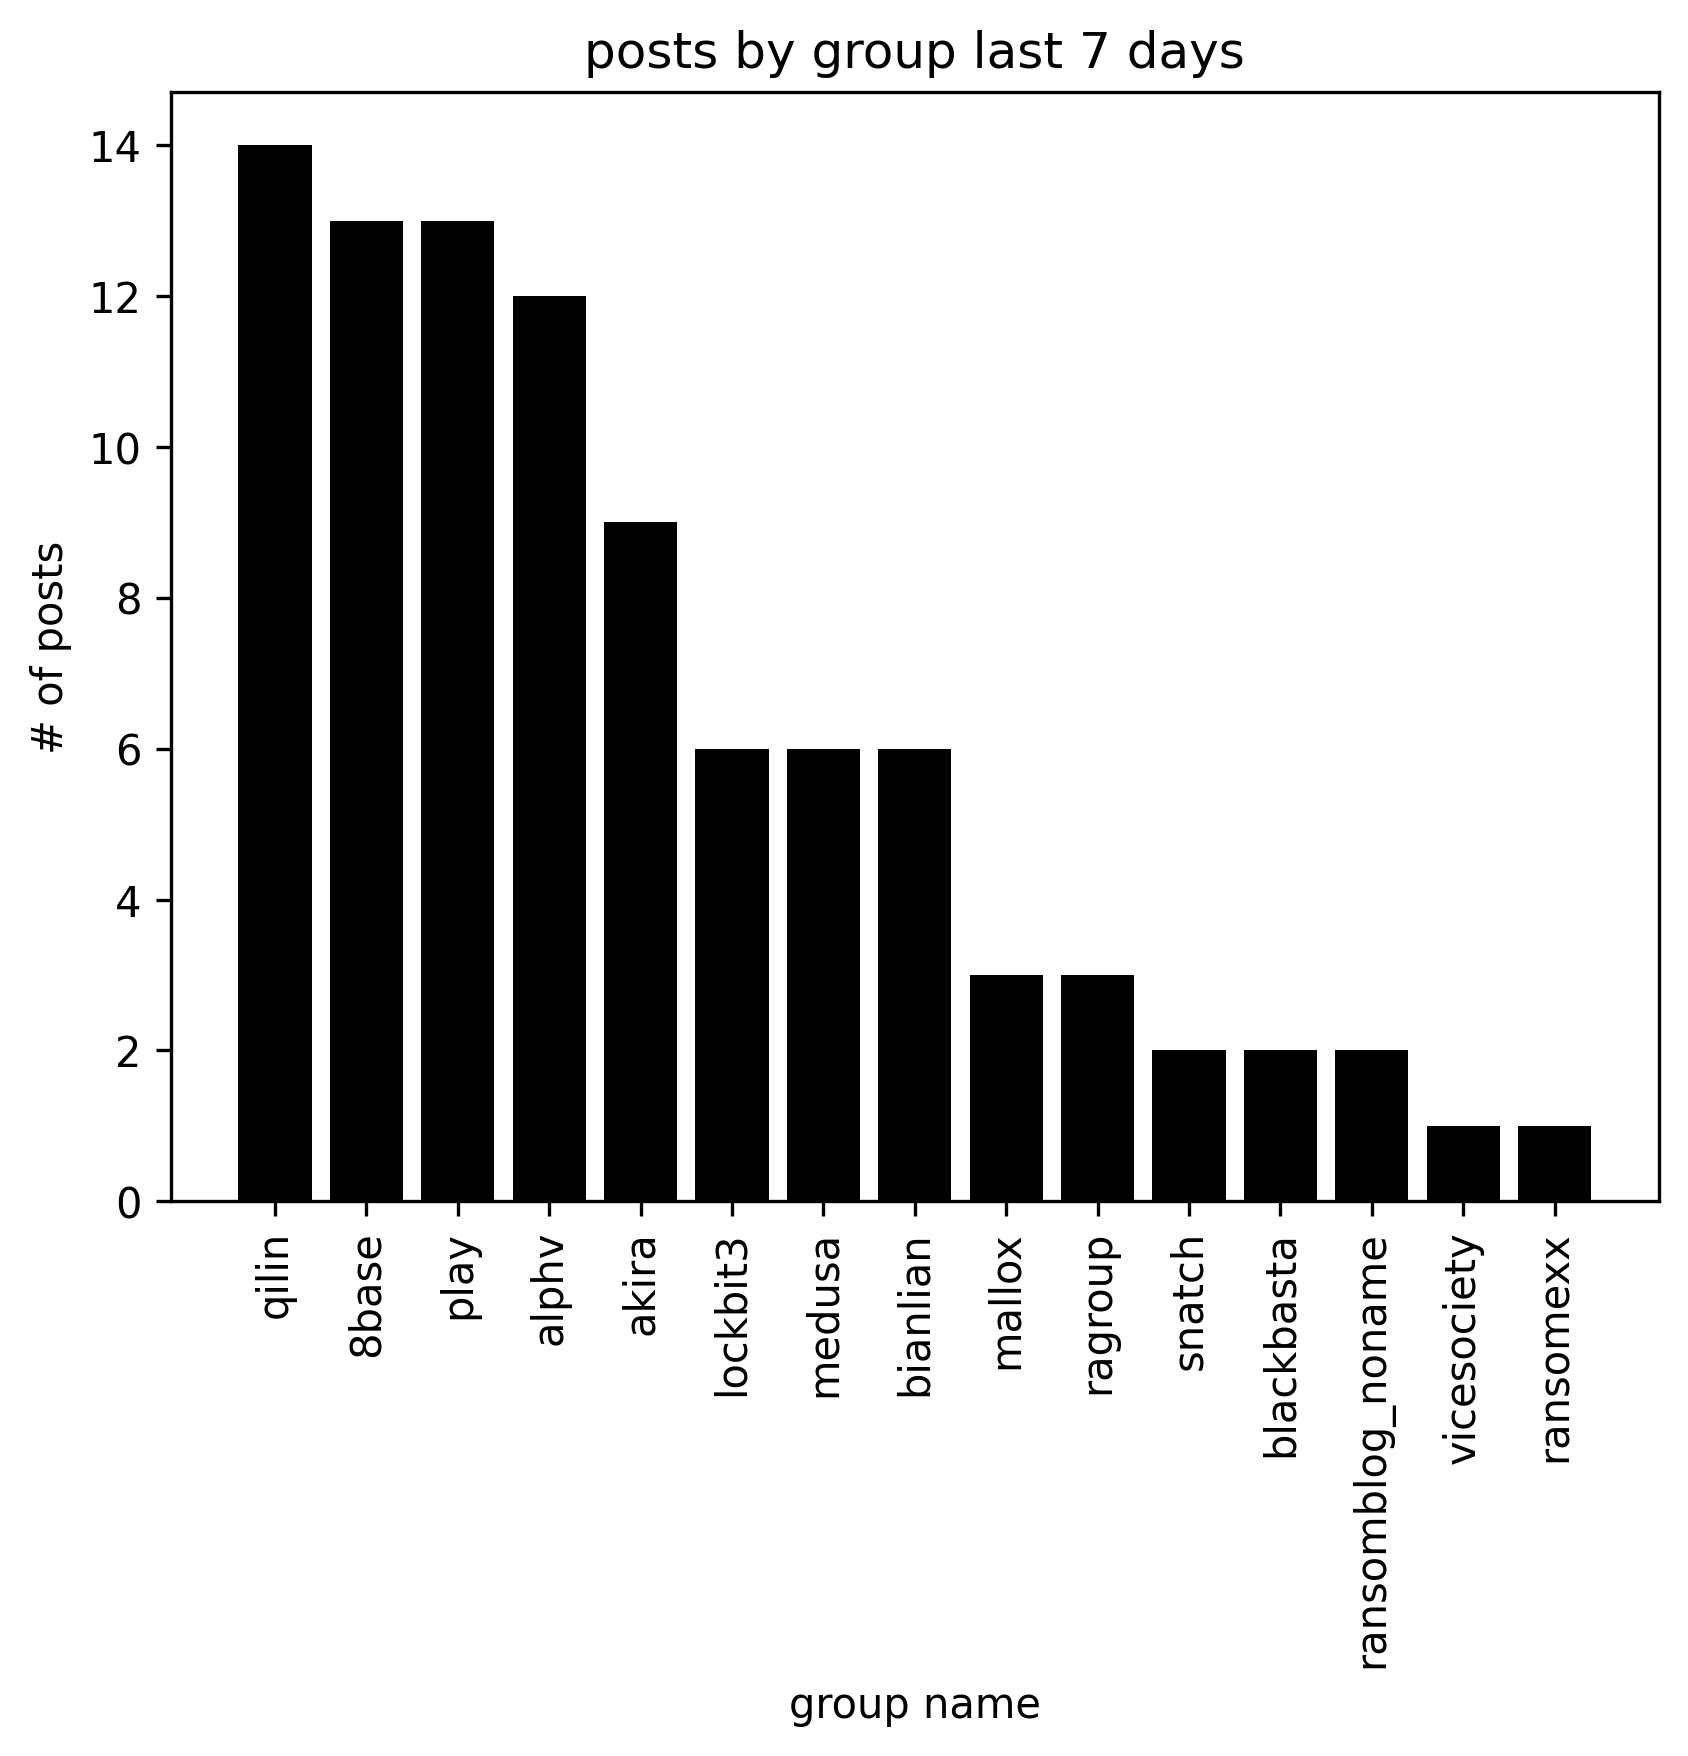 posts by group last 7 days
14
12
10
8
6
4
2
0
# of posts
qilin
8base
play
alphv
akira
lockbit3
medusa
bianlian
mallox
ragroup
snatch
blackbasta
ransomblog_noname
vicesociety
ransomexx
group name